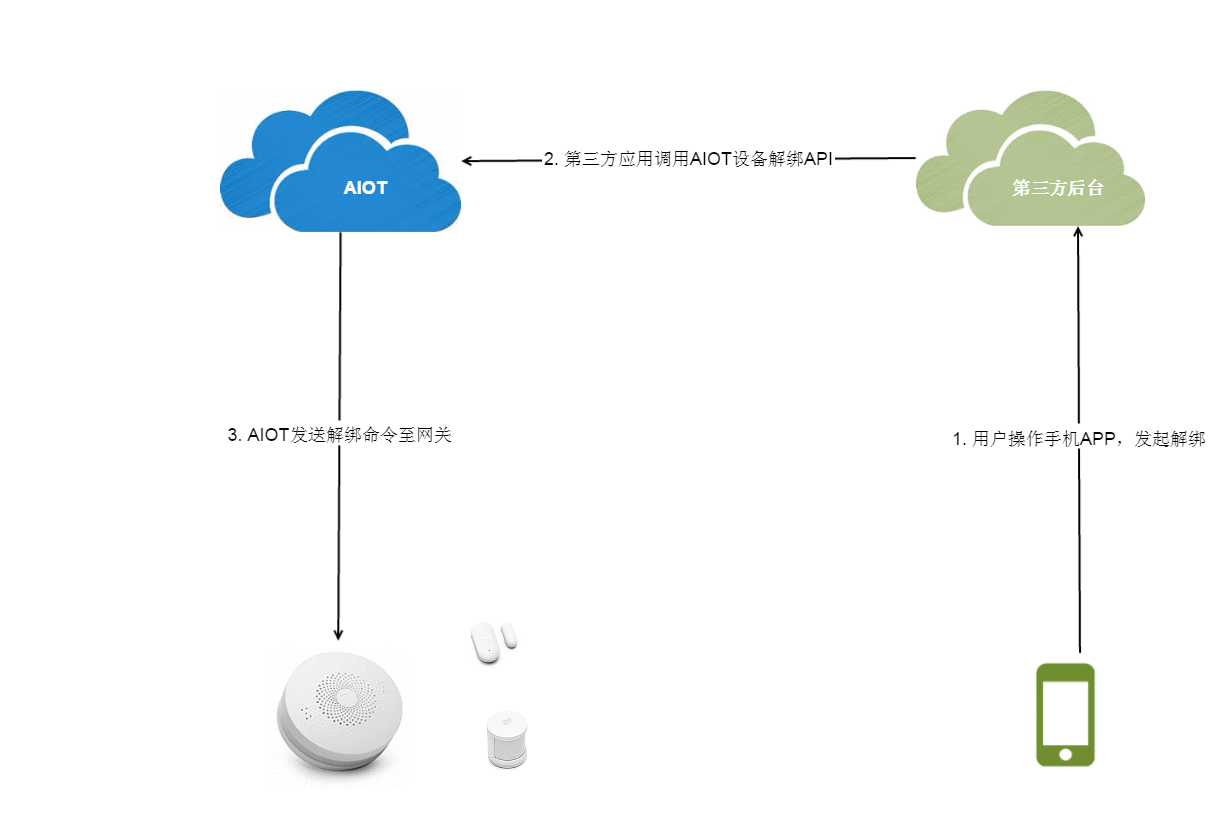 AIOT
2. 第三方应用调用AIOT设备解绑API
第三方后台
3. AIOT发送解绑命令至网关
1. 用户操作手机APP，发起解绑